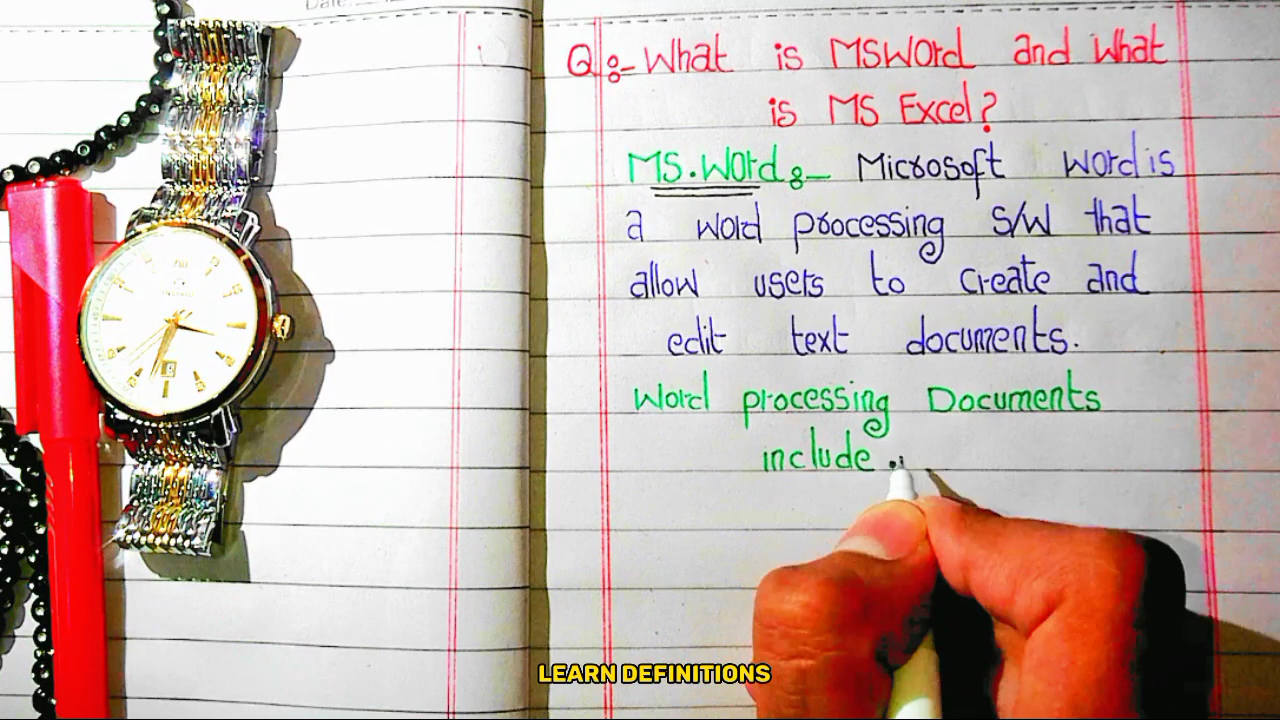 Date
Q:- What is MSWord and What
is MS Excel?
MS.Word:- Microsoft word is
a word processing S/W that
allow users to create and
edit text documents.
Word processing Documents
include .
LEARN DEFINITIONS